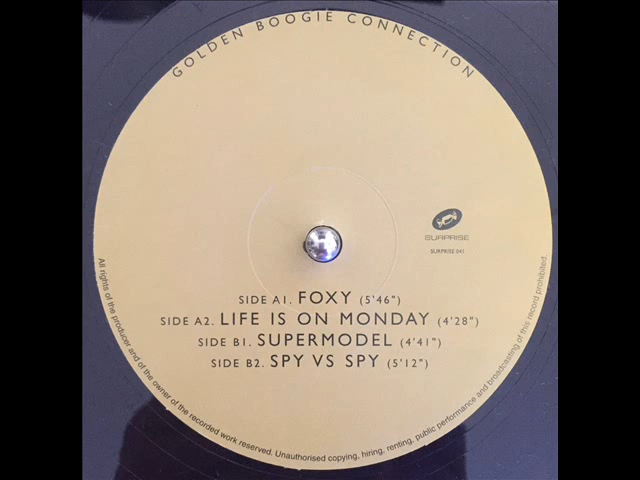 GOLDEN BOOGIE CONNECTION
SURPRISE
SURPRISE 041
SIDE A1. FOXY (5'46")
SIDE A2. LIFE IS ON MONDAY (4'28")
SIDE B1. SUPERMODEL (4'41")
SIDE B2. SPY VS SPY (5'12")
All rights of the producer and of the owner of the recorded work reserved. Unauthorised copying, hiring, renting, public performance and broadcasting of this record prohibited.